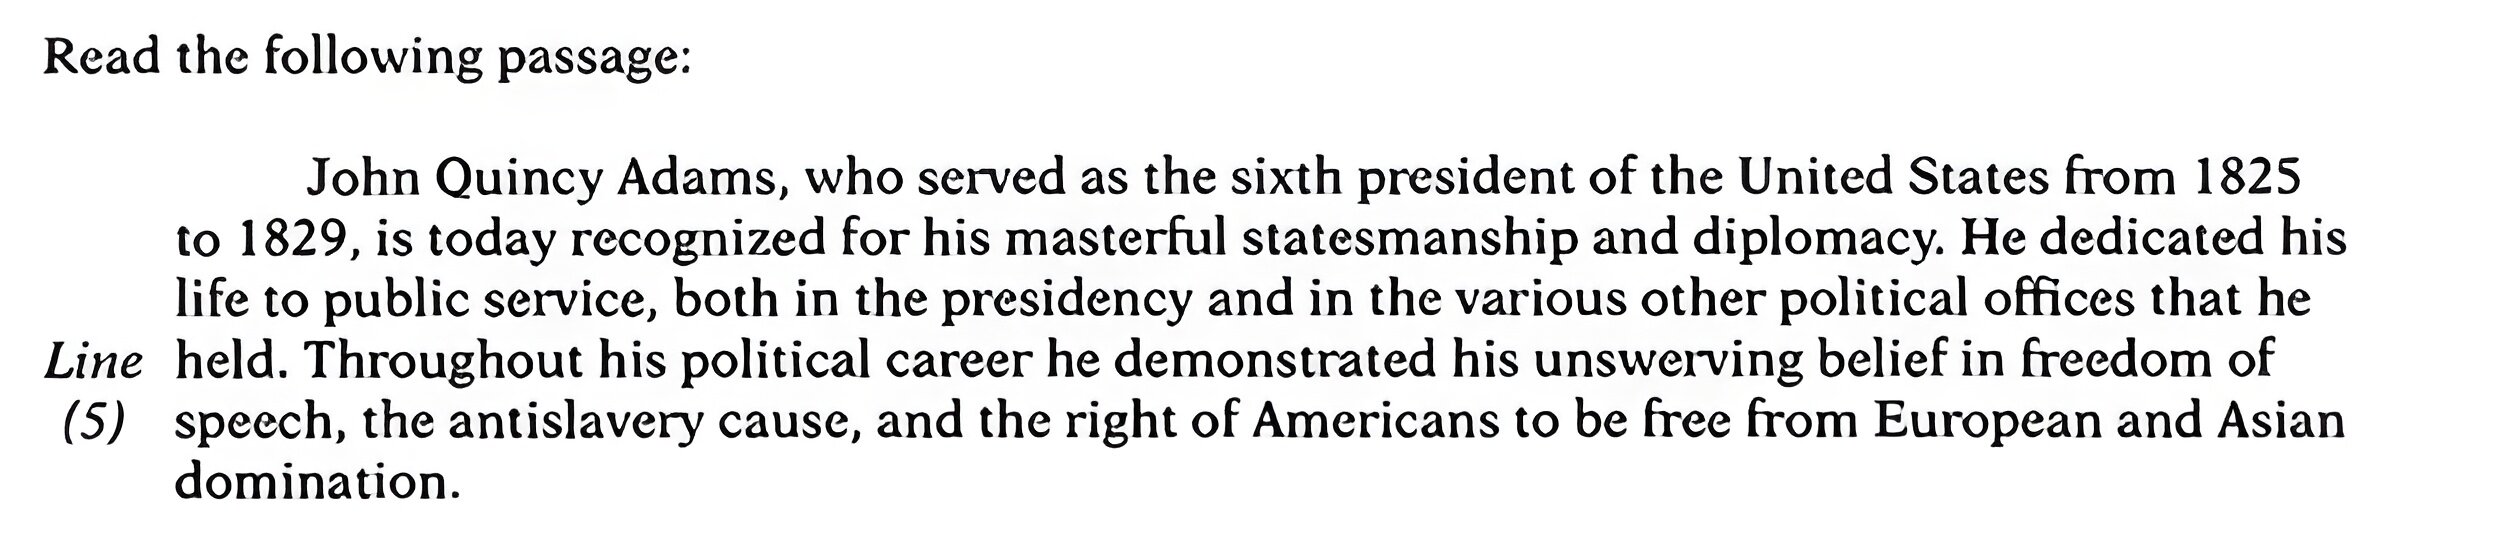 Read the following passage:
John Quincy Adams, who served as the sixth president of the United States from 1825
to 1829, is today recognized for his masterful statesmanship and diplomacy. He dedicated his
life to public service, both in the presidency and in the various other political offices that he
Line held. Throughout his political career he demonstrated his unswerving belief in freedom of
(5) speech, the antislavery cause, and the right of Americans to be free from European and Asian
domination.